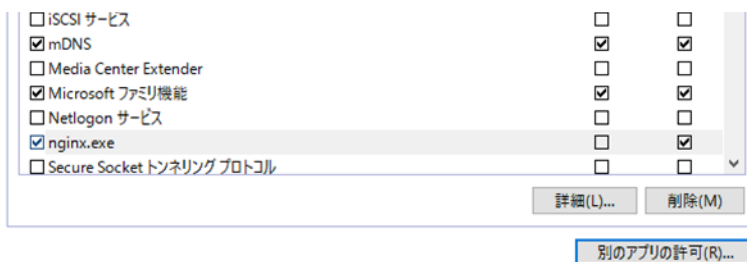 iSCSI サービス
mDNS
Media Center Extender
Microsoft ファミリ機能
Netlogon サービス
nginx.exe
Secure Socket トンネリング プロトコル
詳細(L)... 削除(M)
別のアプリの許可(R)...